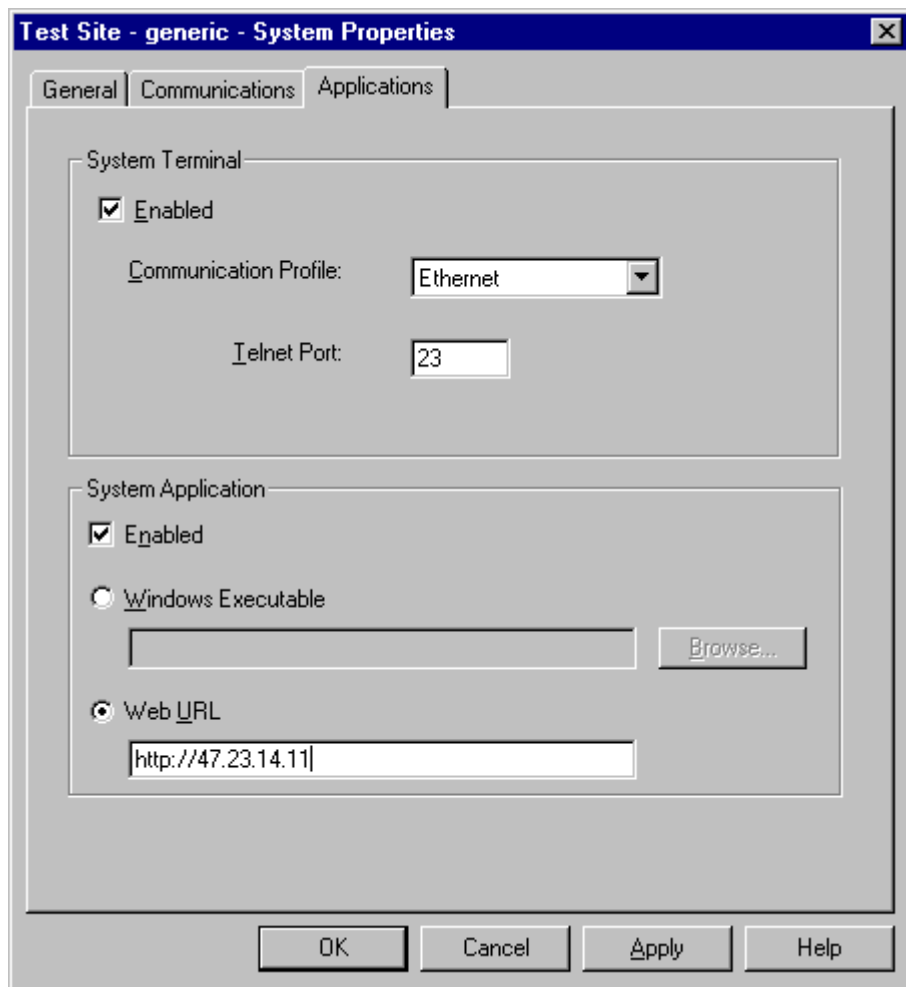 Test Site - generic - System Properties
General Communications Applications
System Terminal
Enabled
Communication Profile: Ethernet
Telnet Port: 23
System Application
Enabled
Windows Executable
Browse...
Web URL
http://47.23.14.11
OK Cancel Apply Help